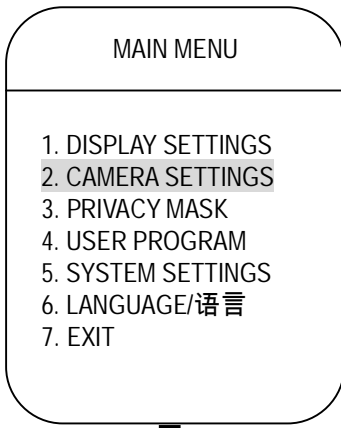 MAIN MENU
1. DISPLAY SETTINGS
2. CAMERA SETTINGS
3. PRIVACY MASK
4. USER PROGRAM
5. SYSTEM SETTINGS
6. LANGUAGE/语言
7. EXIT